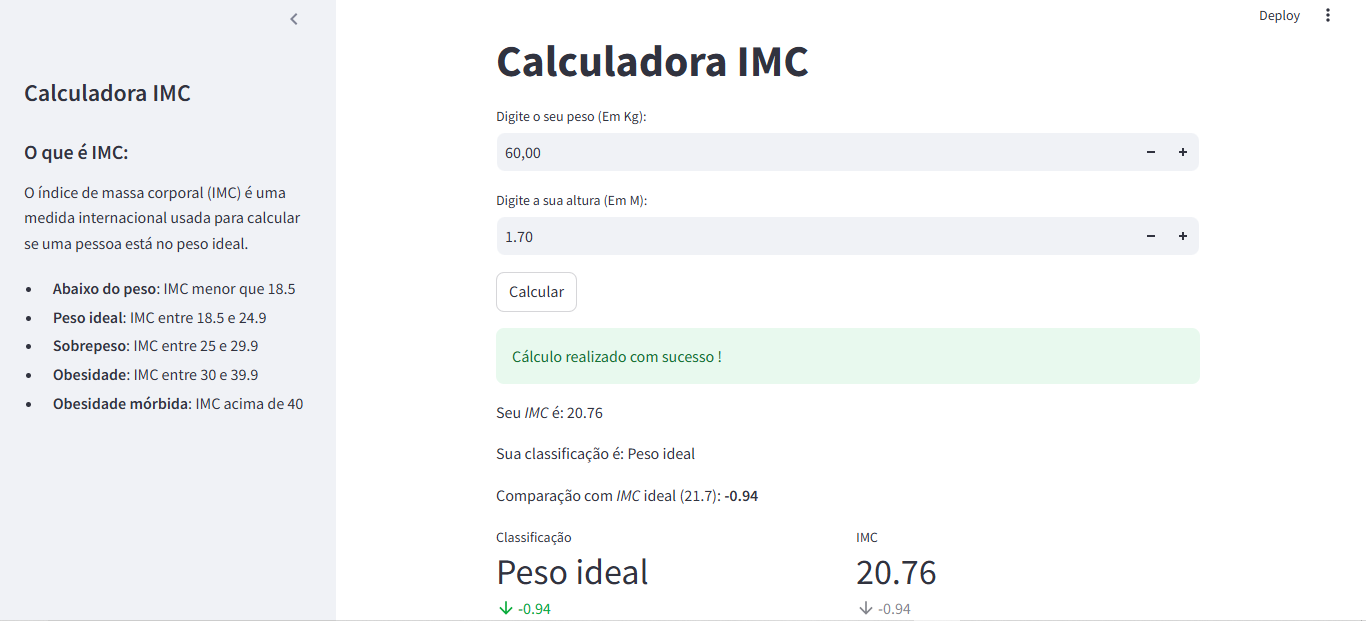 Deploy
Calculadora IMC
O que é IMC:
O índice de massa corporal (IMC) é uma
medida internacional usada para calcular
se uma pessoa está no peso ideal.
• Abaixo do peso: IMC menor que 18.5
• Peso ideal: IMC entre 18.5 e 24.9
• Sobrepeso: IMC entre 25 e 29.9
• Obesidade: IMC entre 30 e 39.9
• Obesidade mórbida: IMC acima de 40
Calculadora IMC
Digite o seu peso (Em Kg):
60,00
Digite a sua altura (Em M):
1.70
Calcular
Cálculo realizado com sucesso !
Seu IMC é: 20.76
Sua classificação é: Peso ideal
Comparação com IMC ideal (21.7): -0.94
Classificação
Peso ideal
-0.94
IMC
20.76
-0.94